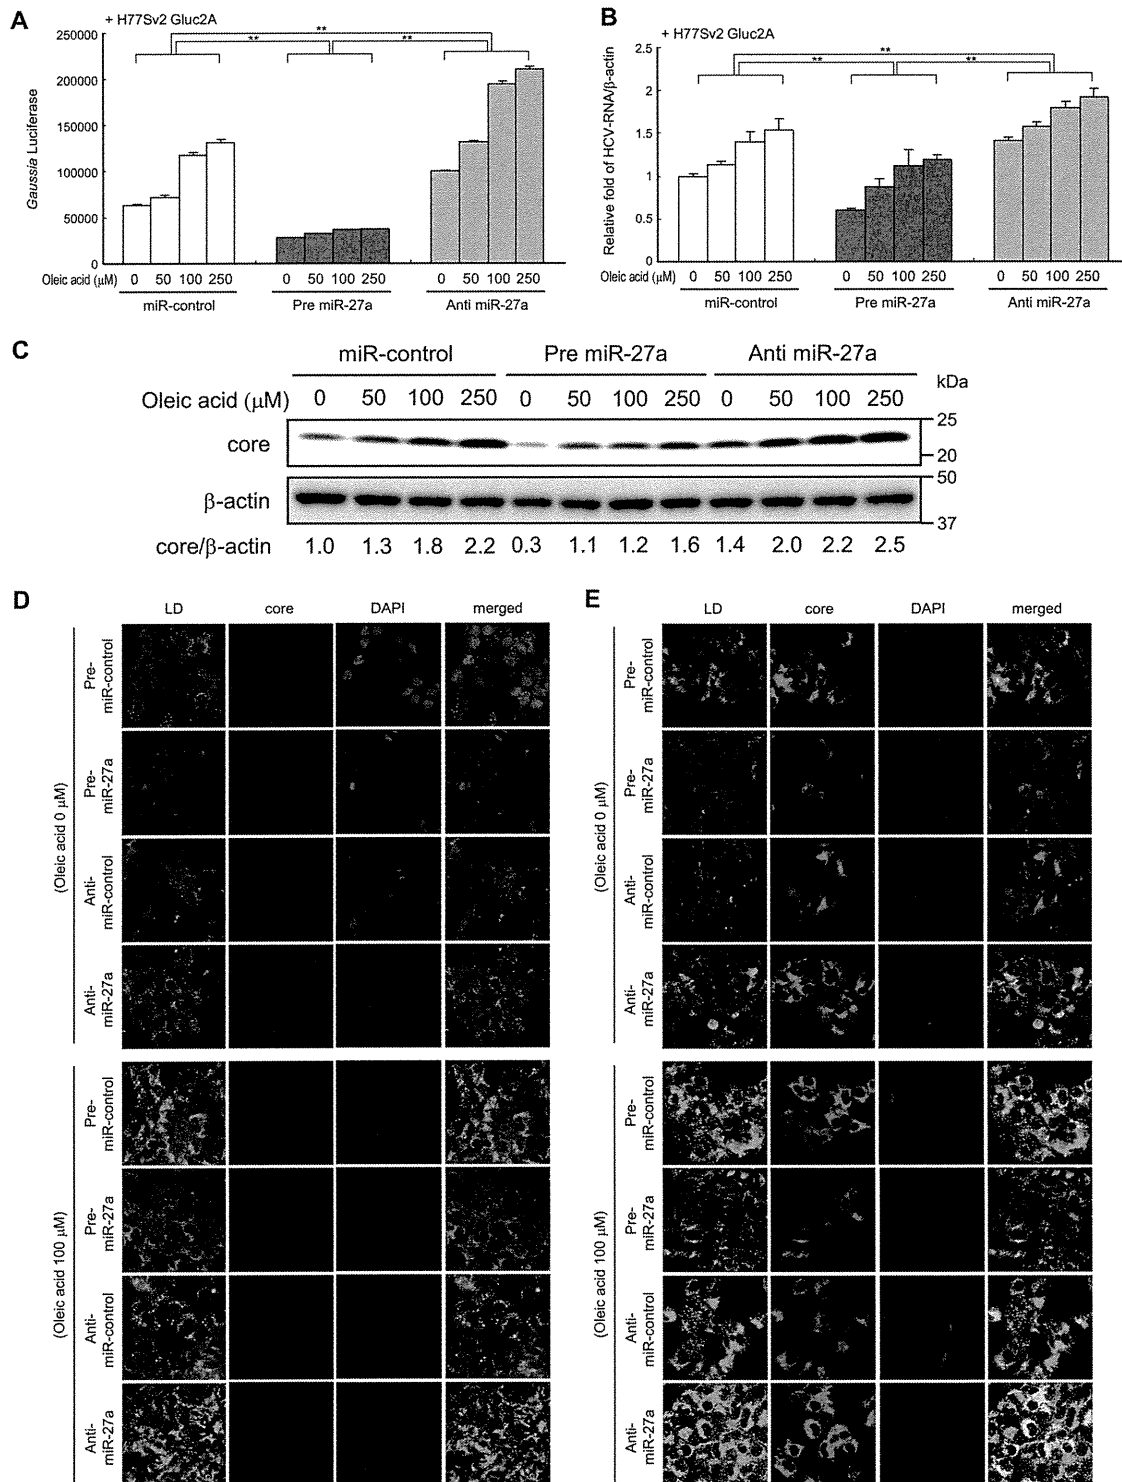 A
+ H77Sv2 Gluc2A
** 
** **
250000
200000
150000
100000
50000
0
Gaussia Luciferase
Oleic acid (μM) 0 50 100 250 0 50 100 250 0 50 100 250
miR-control Pre miR-27a Anti miR-27a
B
+ H77Sv2 Gluc2A
**
** **
2.5
2
1.5
1
0.5
0
Relative fold of HCV-RNA/β-actin
Oleic acid (μM) 0 50 100 250 0 50 100 250 0 50 100 250
miR-control Pre miR-27a Anti miR-27a
C
miR-control Pre miR-27a Anti miR-27a
kDa
Oleic acid (μM) 0 50 100 250 0 50 100 250 0 50 100 250
25
core
20
50
β-actin
37
core/β-actin 1.0 1.3 1.8 2.2 0.3 1.1 1.2 1.6 1.4 2.0 2.2 2.5
D
LD core DAPI merged
(Oleic acid 0 μM)
Pre-
miR-control
Pre-
miR-27a
Anti-
miR-control
Anti-
miR-27a
(Oleic acid 100 μM)
Pre-
miR-control
Pre-
miR-27a
Anti-
miR-control
Anti-
miR-27a
E
LD core DAPI merged
(Oleic acid 0 μM)
Pre-
miR-control
Pre-
miR-27a
Anti-
miR-control
Anti-
miR-27a
(Oleic acid 100 μM)
Pre-
miR-control
Pre-
miR-27a
Anti-
miR-control
Anti-
miR-27a